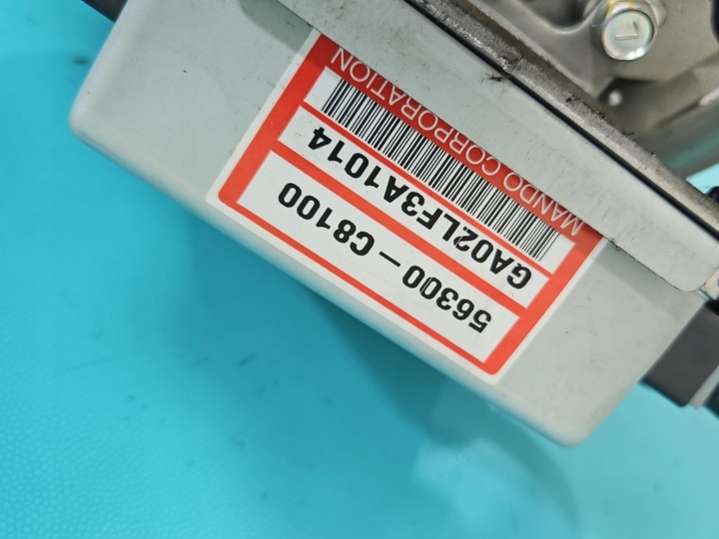 56300-C8100
GA02LF3A1014
MANDO CORPORATION